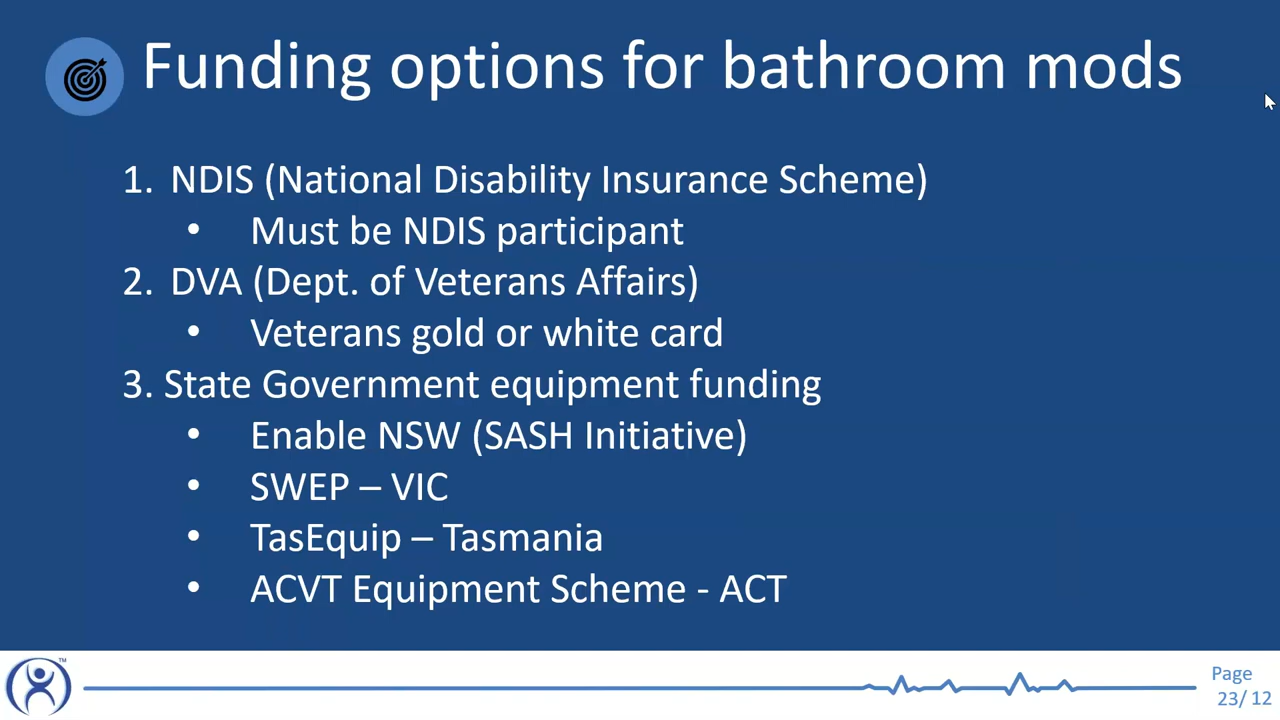 Funding options for bathroom mods
1. NDIS (National Disability Insurance Scheme)
• Must be NDIS participant
2. DVA (Dept. of Veterans Affairs)
• Veterans gold or white card
3. State Government equipment funding
• Enable NSW (SASH Initiative)
• SWEP – VIC
• TasEquip – Tasmania
• ACVT Equipment Scheme - ACT
TM
Page
23/ 12